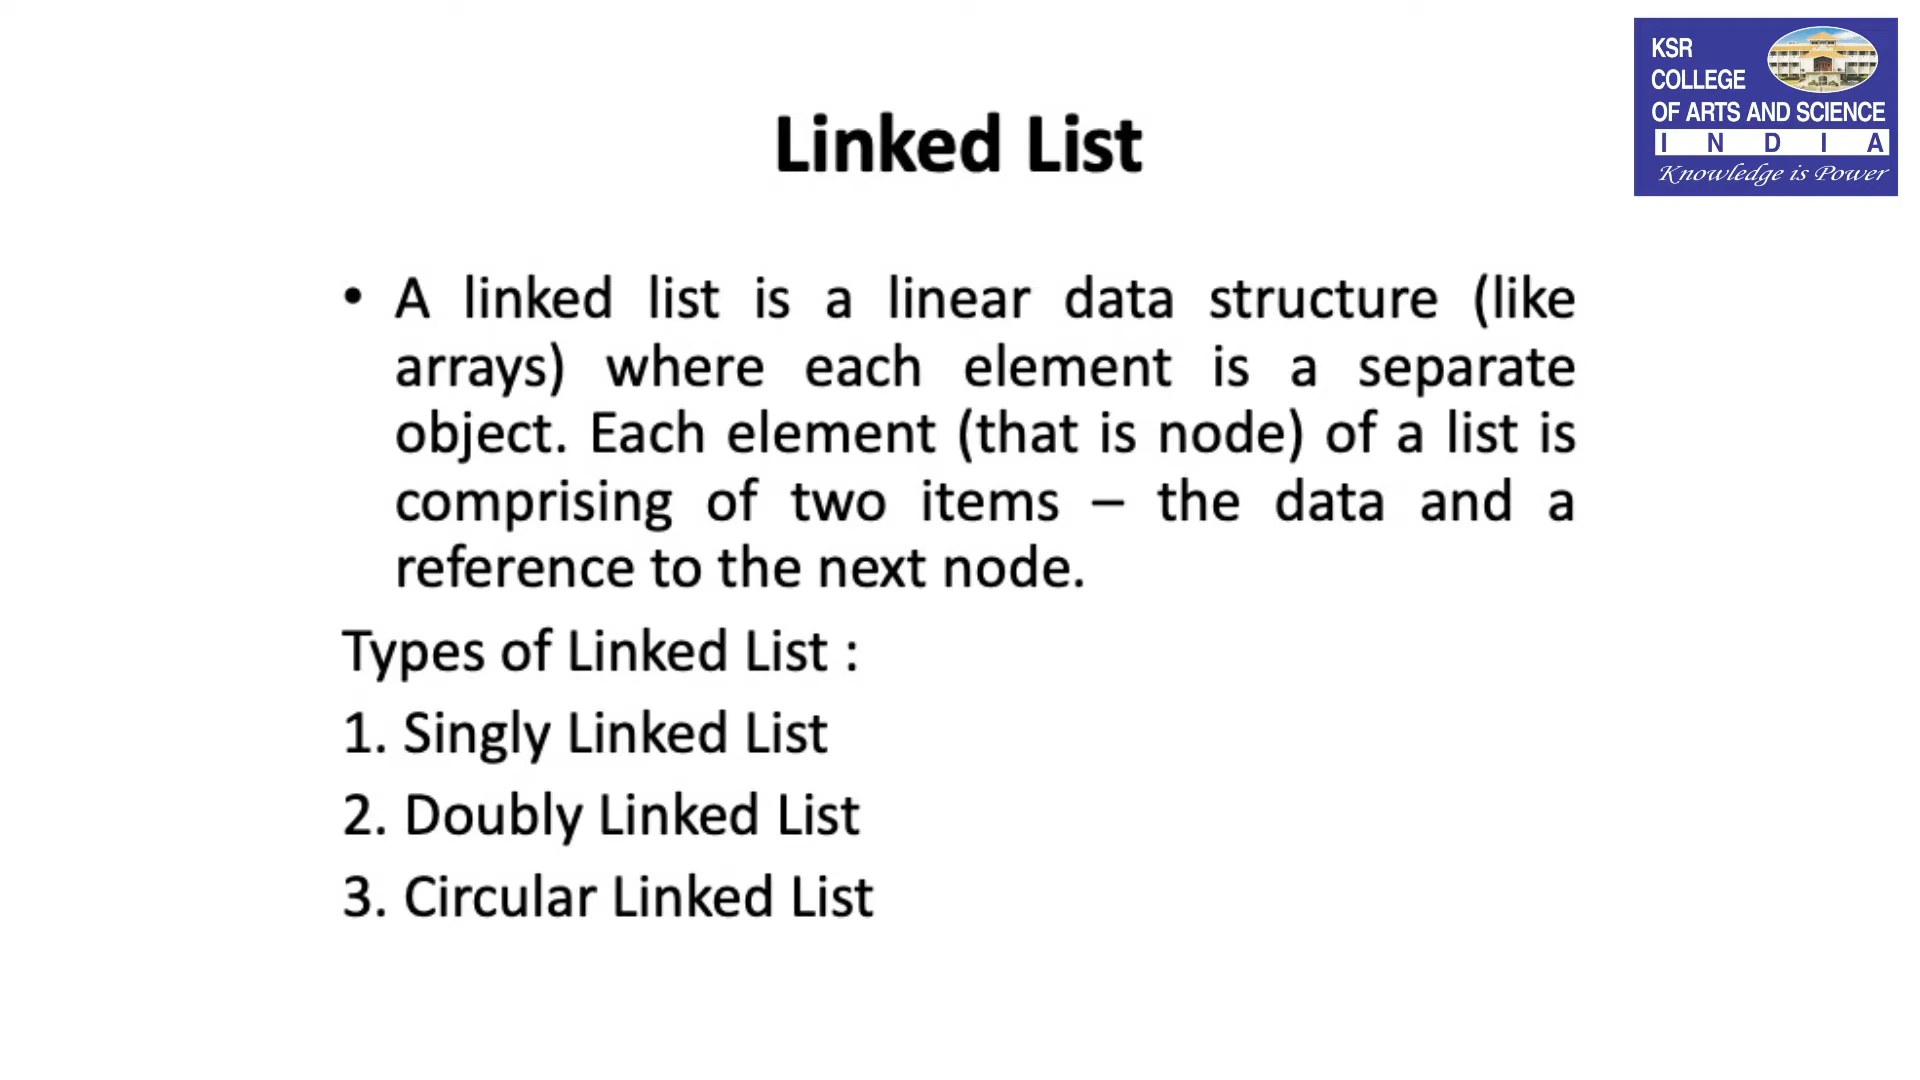 KSR
COLLEGE
OF ARTS AND SCIENCE
I N D I A
Knowledge is Power
Linked List
• A linked list is a linear data structure (like
arrays) where each element is a separate
object. Each element (that is node) of a list is
comprising of two items – the data and a
reference to the next node.
Types of Linked List :
1. Singly Linked List
2. Doubly Linked List
3. Circular Linked List